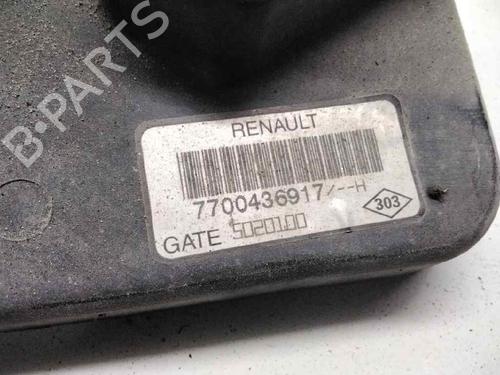 B-PARTS
RENAULT
7700436917/--H
303
GATE 5020100